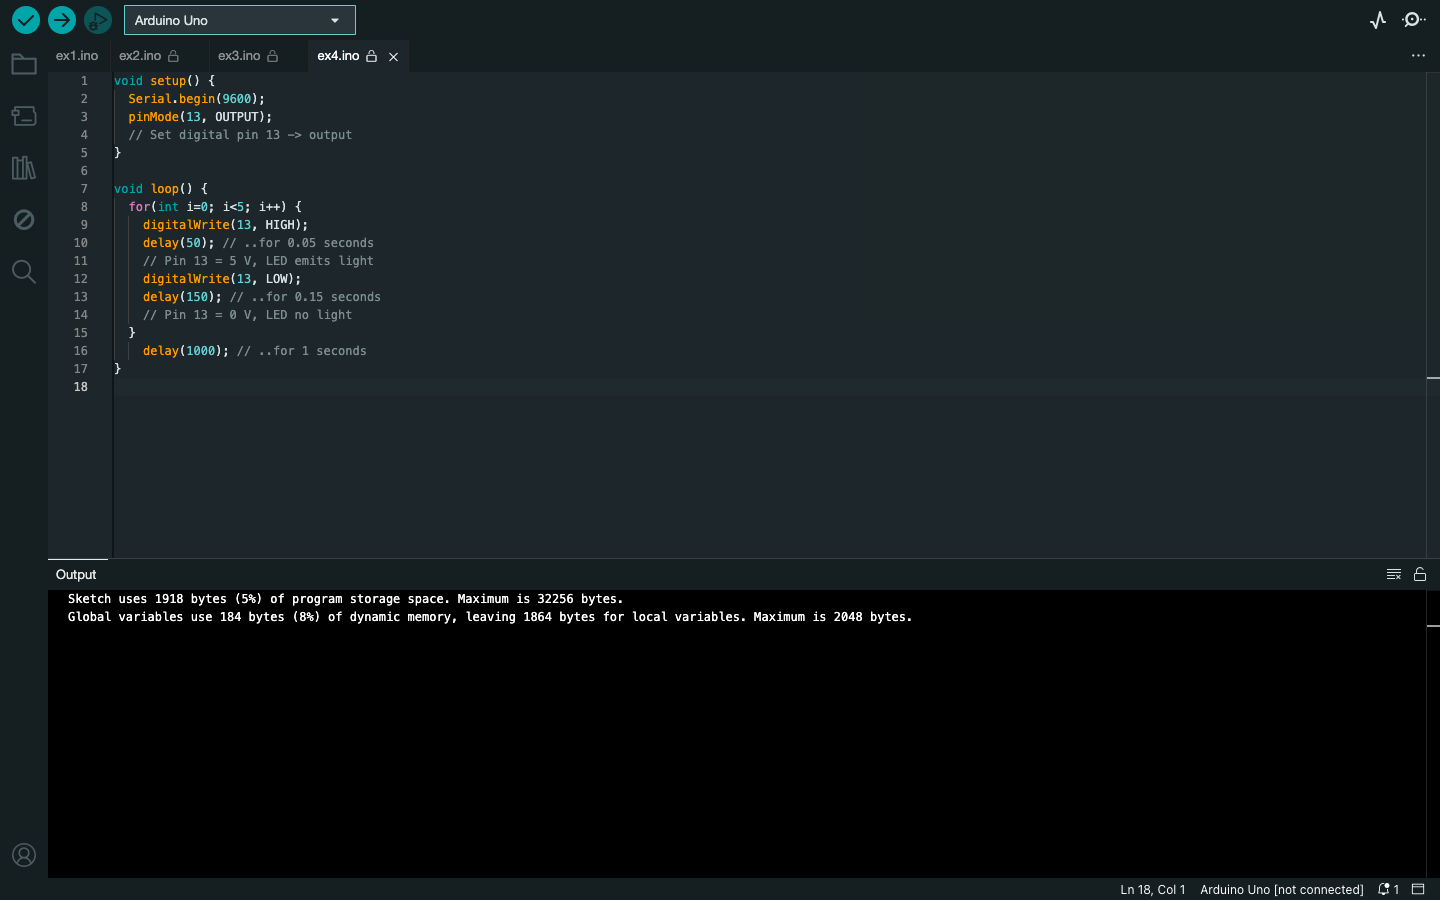 Arduino Uno
ex1.ino ex2.ino ex3.ino ex4.ino
1 void setup() {
2 Serial.begin(9600);
3 pinMode(13, OUTPUT);
4 // Set digital pin 13 -> output
5 }
6
7 void loop() {
8 for(int i=0; i<5; i++) {
9 digitalWrite(13, HIGH);
10 delay(50); // ..for 0.05 seconds
11 // Pin 13 = 5 V, LED emits light
12 digitalWrite(13, LOW);
13 delay(150); // ..for 0.15 seconds
14 // Pin 13 = 0 V, LED no light
15 }
16 delay(1000); // ..for 1 seconds
17 }
18
Output
Sketch uses 1918 bytes (5%) of program storage space. Maximum is 32256 bytes.
Global variables use 184 bytes (8%) of dynamic memory, leaving 1864 bytes for local variables. Maximum is 2048 bytes.
Ln 18, Col 1 Arduino Uno [not connected] 1